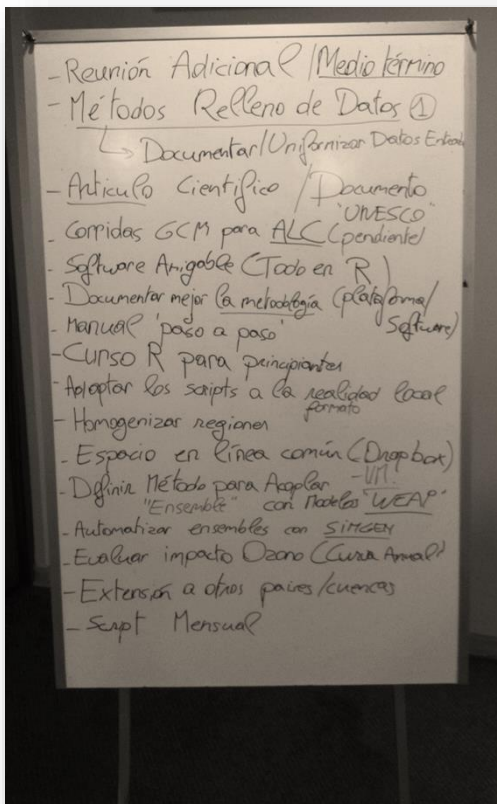 - Reunión Adicional / Medio término
- Métodos Relleno de Datos ①
↳ Documentar/Uniformizar Datos Entrada
- Articulo Científico / Documento
"UNESCO"
- Corridas GCM para ALC (pendiente)
- Software Amigable (Todo en R)
- Documentar mejor la metodología (plataforma/
Software)
- Manual 'paso a paso'
- Curso R para principiantes
- Adaptar los scripts a la realidad local
formato
- Homogenizar regiones
- Espacio en línea común (Dropbox)
- VM.
- Definir Método para Acoplar
"Ensemble" con Modelos "WEAP"
- Automatizar ensembles con SIMGEN
- Evaluar impacto Ozono (Curva Anual)
- Extensión a otros paises/cuencas
- Script Mensual